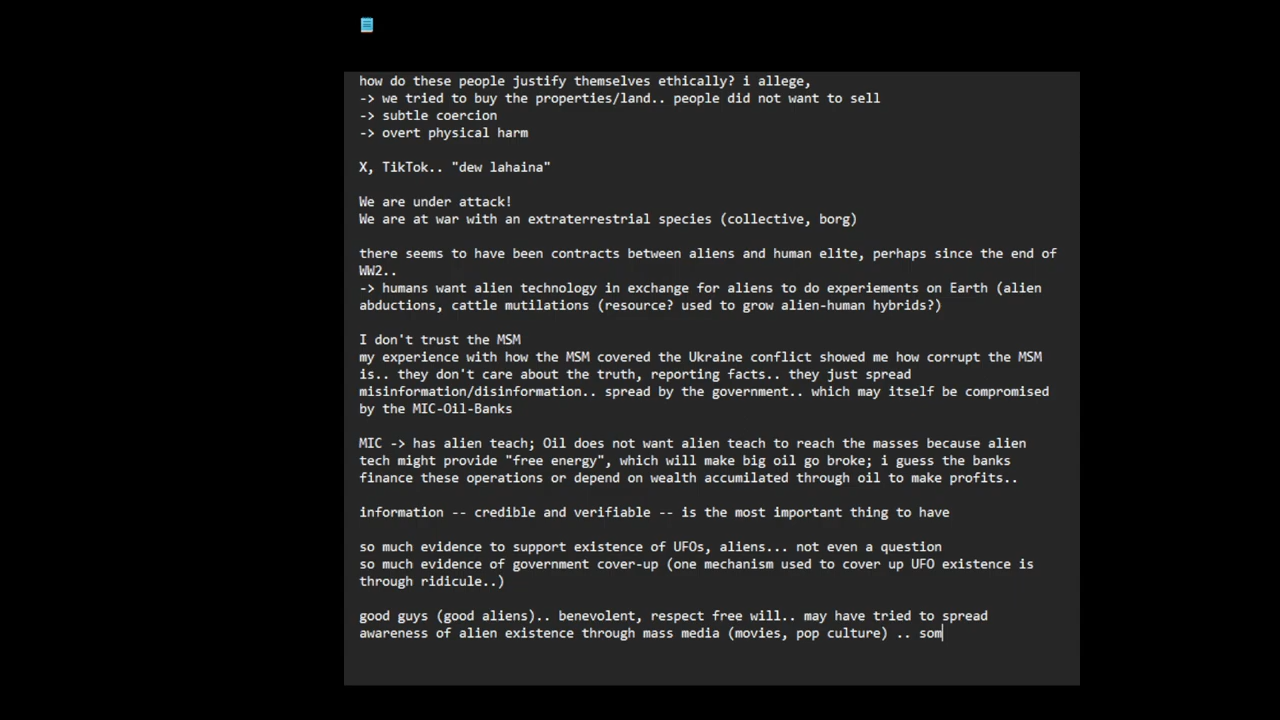 how do these people justify themselves ethically? i allege,
-> we tried to buy the properties/land.. people did not want to sell
-> subtle coercion
-> overt physical harm
X, TikTok.. "dew lahaina"
We are under attack!
We are at war with an extraterrestrial species (collective, borg)
there seems to have been contracts between aliens and human elite, perhaps since the end of
WW2..
-> humans want alien technology in exchange for aliens to do experiements on Earth (alien
abductions, cattle mutilations (resource? used to grow alien-human hybrids?)
I don't trust the MSM
my experience with how the MSM covered the Ukraine conflict showed me how corrupt the MSM
is.. they don't care about the truth, reporting facts.. they just spread
misinformation/disinformation.. spread by the government.. which may itself be compromised
by the MIC-Oil-Banks
MIC -> has alien teach; Oil does not want alien teach to reach the masses because alien
tech might provide "free energy", which will make big oil go broke; i guess the banks
finance these operations or depend on wealth accumilated through oil to make profits..
information -- credible and verifiable -- is the most important thing to have
so much evidence to support existence of UFOs, aliens... not even a question
so much evidence of government cover-up (one mechanism used to cover up UFO existence is
through ridicule..)
good guys (good aliens).. benevolent, respect free will.. may have tried to spread
awareness of alien existence through mass media (movies, pop culture) .. som